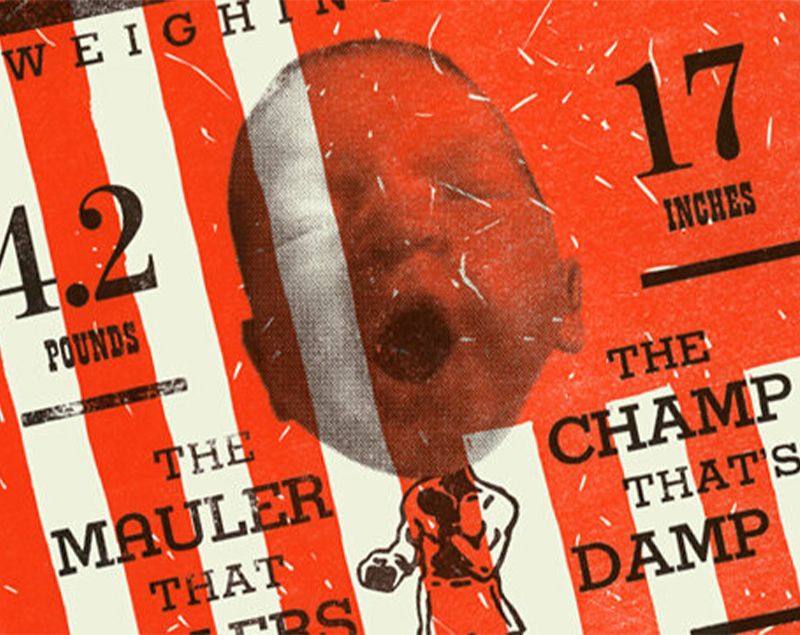 WEIGHIN
4.2
POUNDS
THE
MAULER
THAT
17
INCHES
THE
CHAMP
THAT'S
DAMP